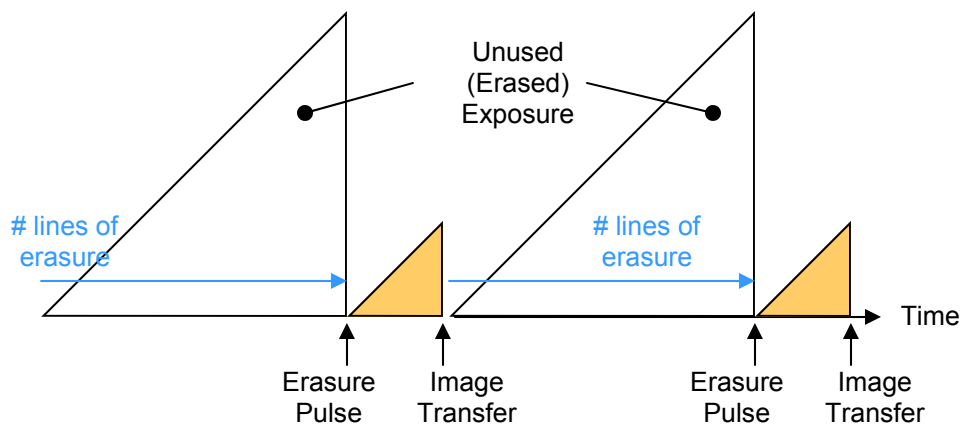 Unused
(Erased)
Exposure
# lines of
erasure
# lines of
erasure
Time
Erasure
Pulse
Image
Transfer
Erasure
Pulse
Image
Transfer